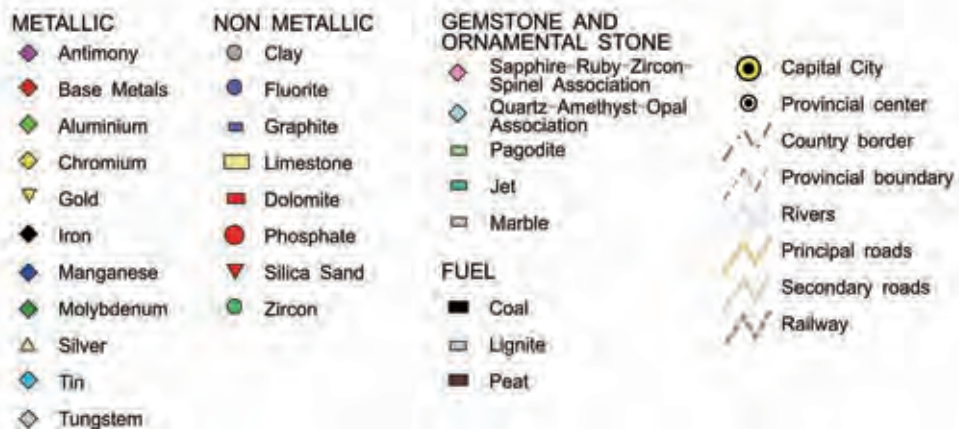 METALLIC
Antimony
Base Metals
Aluminium
Chromium
Gold
Iron
Manganese
Molybdenum
Silver
Tin
Tungstem
NON METALLIC
Clay
Fluorite
Graphite
Limestone
Dolomite
Phosphate
Silica Sand
Zircon
GEMSTONE AND
ORNAMENTAL STONE
Sapphire-Ruby-Zircon-
Spinel Association
Quartz-Amethyst-Opal
Association
Pagodite
Jet
Marble
FUEL
Coal
Lignite
Peat
Capital City
Provincial center
Country border
Provincial boundary
Rivers
Principal roads
Secondary roads
Railway